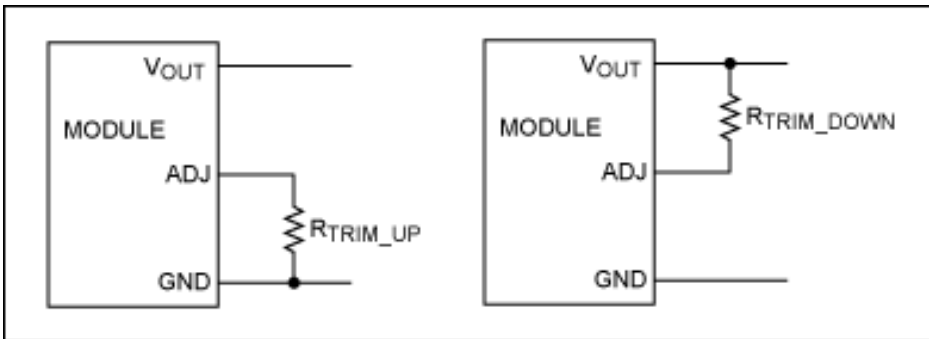 VOUT
MODULE
ADJ
RTRIM_UP
GND
VOUT
RTRIM_DOWN
MODULE
ADJ
GND